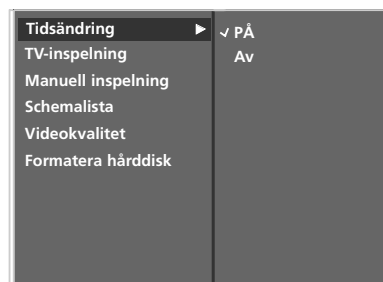 Tidsändring
TV-inspelning
Manuell inspelning
Schemalista
Videokvalitet
Formatera hårddisk
PÅ
Av